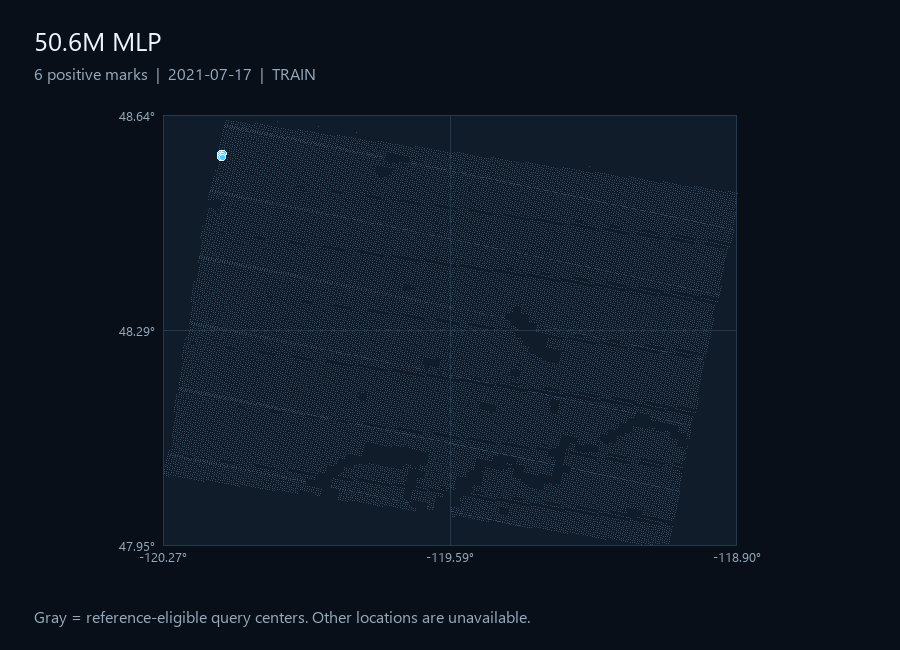 50.6M MLP
6 positive marks | 2021-07-17 | TRAIN
48.64°
48.29°
47.95°
-120.27°
-119.59°
-118.90°
Gray = reference-eligible query centers. Other locations are unavailable.